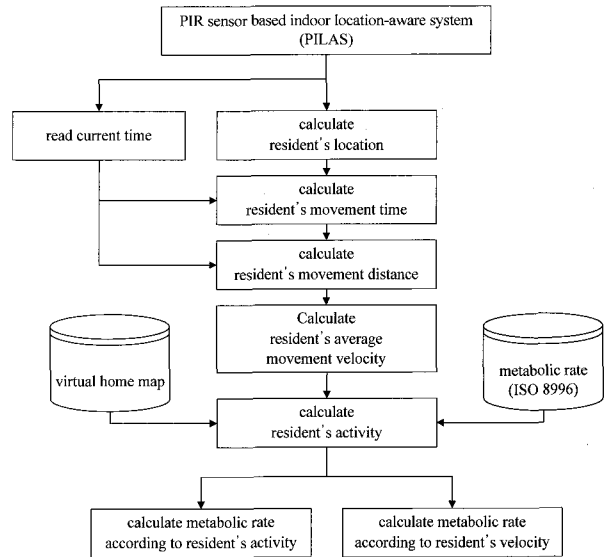 PIR sensor based indoor location-aware system
(PILAS)
read current time
calculate
resident's location
calculate
resident's movement time
calculate
resident's movement distance
Calculate
resident's average
movement velocity
virtual home map
metabolic rate
(ISO 8996)
calculate
resident's activity
calculate metabolic rate
according to resident's activity
calculate metabolic rate
according to resident's velocity